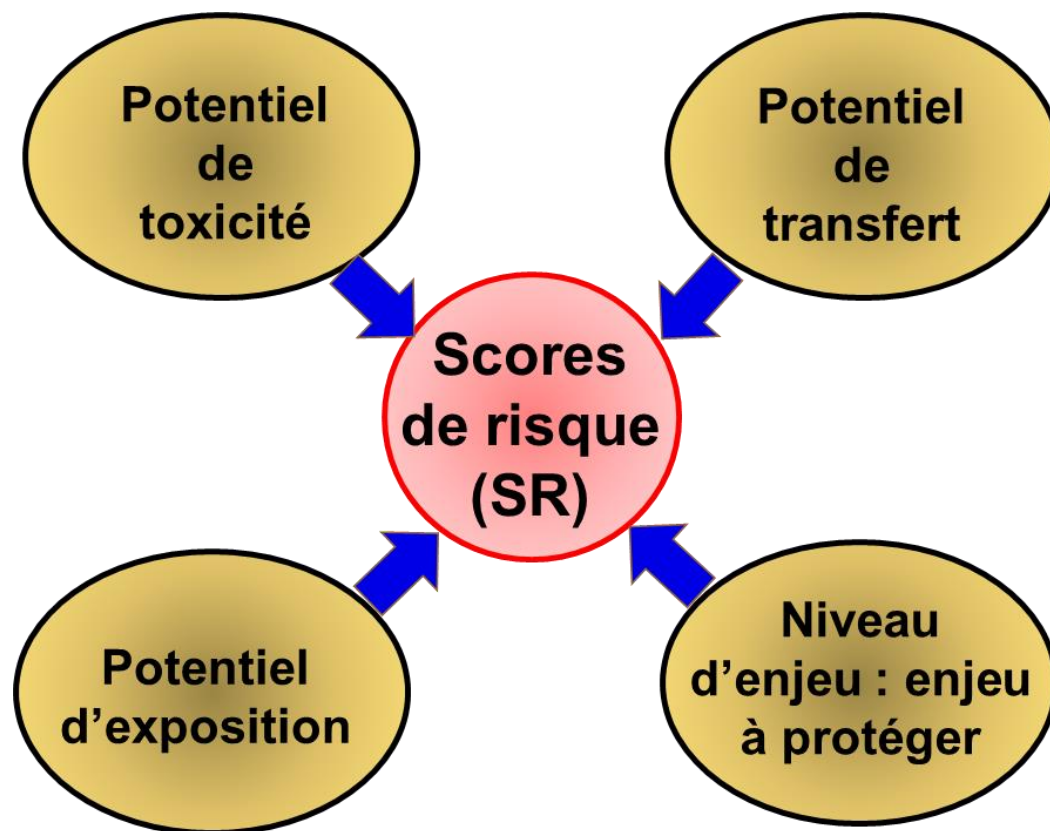 Potentiel
de
toxicité
Potentiel
de
transfert
Scores
de risque
(SR)
Potentiel
d’exposition
Niveau
d’enjeu : enjeu
à protéger